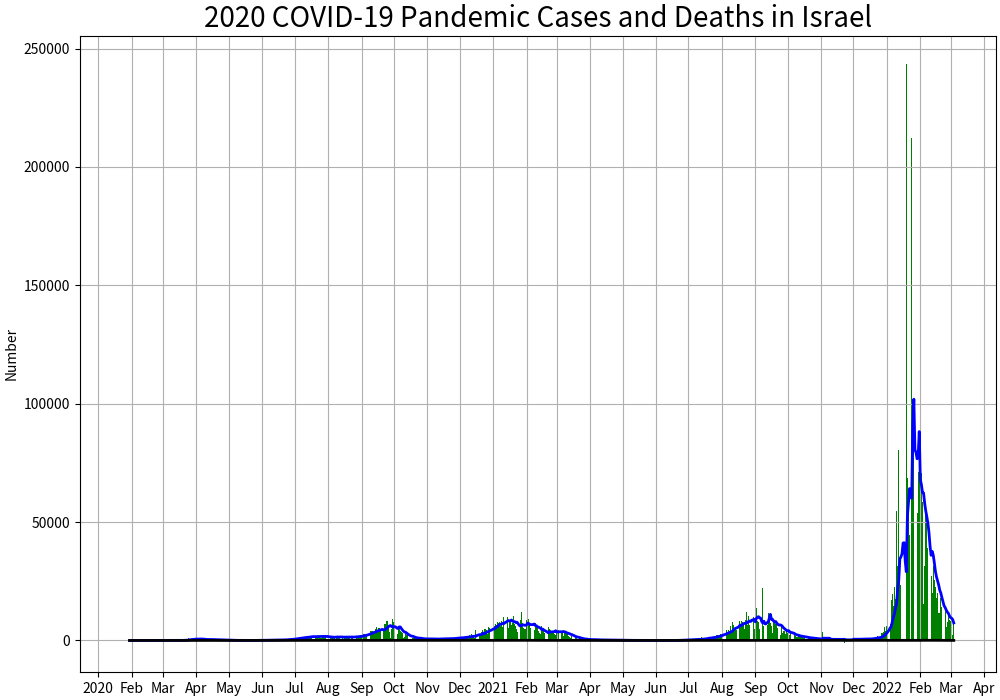 2020 COVID-19 Pandemic Cases and Deaths in Israel
250000
200000
150000
100000
50000
0
Number
2020 Feb Mar Apr May Jun Jul Aug Sep Oct Nov Dec 2021 Feb Mar Apr May Jun Jul Aug Sep Oct Nov Dec 2022 Feb Mar Apr